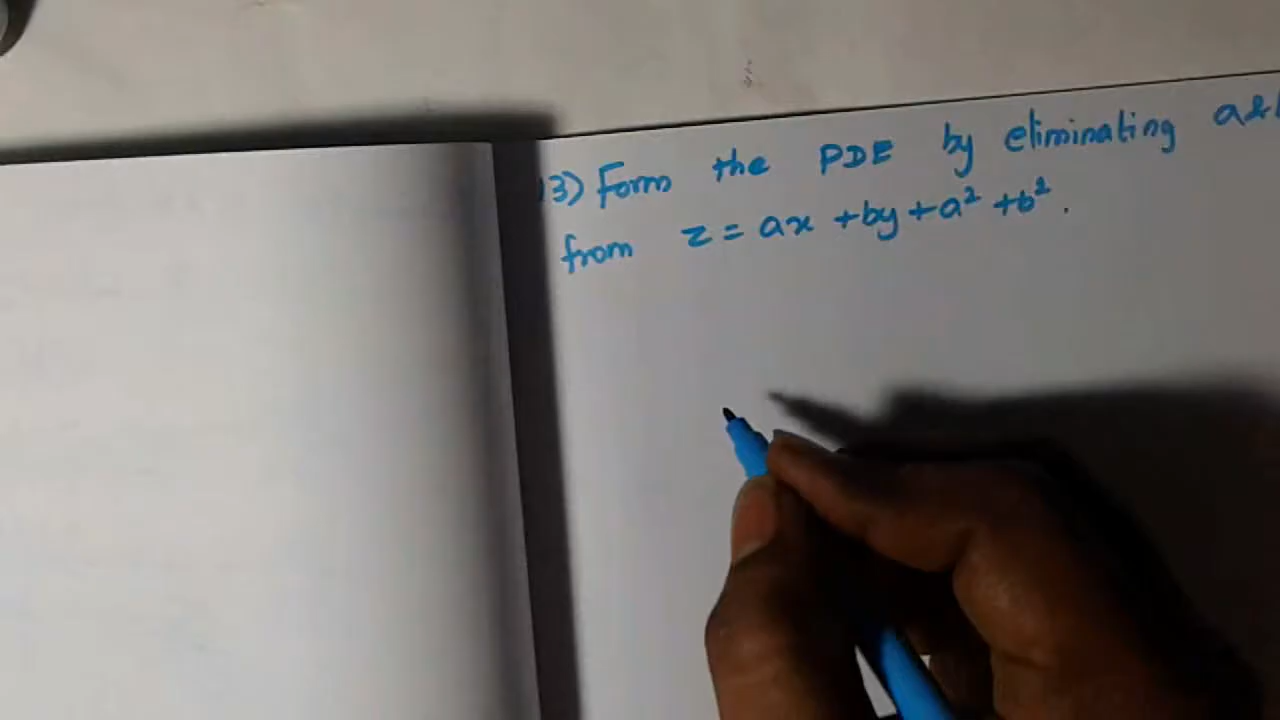 13) Form the PDE by eliminating a &
from z = ax + by + a² + b².